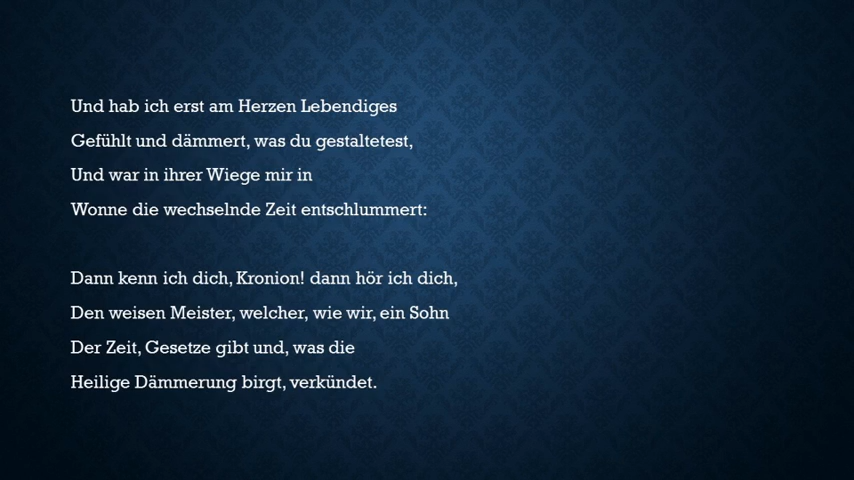 Und hab ich erst am Herzen Lebendiges
Gefühlt und dämmert, was du gestaltetest,
Und war in ihrer Wiege mir in
Wonne die wechselnde Zeit entschlummert:
Dann kenn ich dich, Kronion! dann hör ich dich,
Den weisen Meister, welcher, wie wir, ein Sohn
Der Zeit, Gesetze gibt und, was die
Heilige Dämmerung birgt, verkündet.